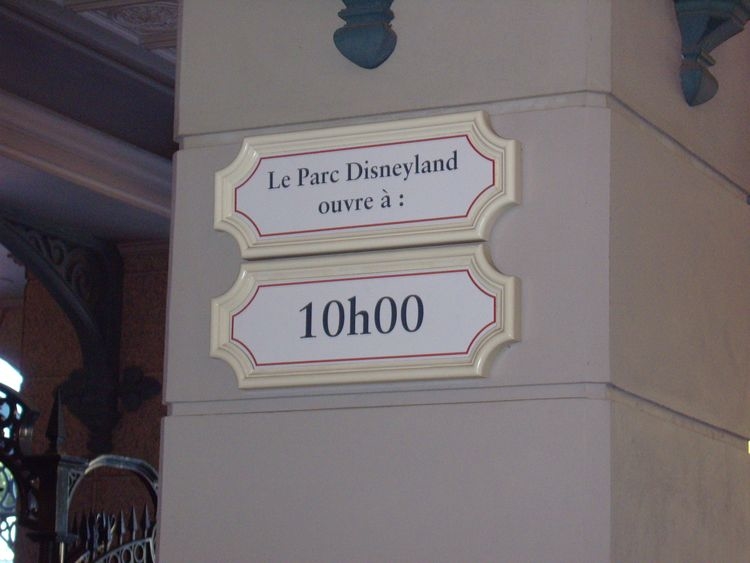 Le Parc Disneyland
ouvre à :
10h00